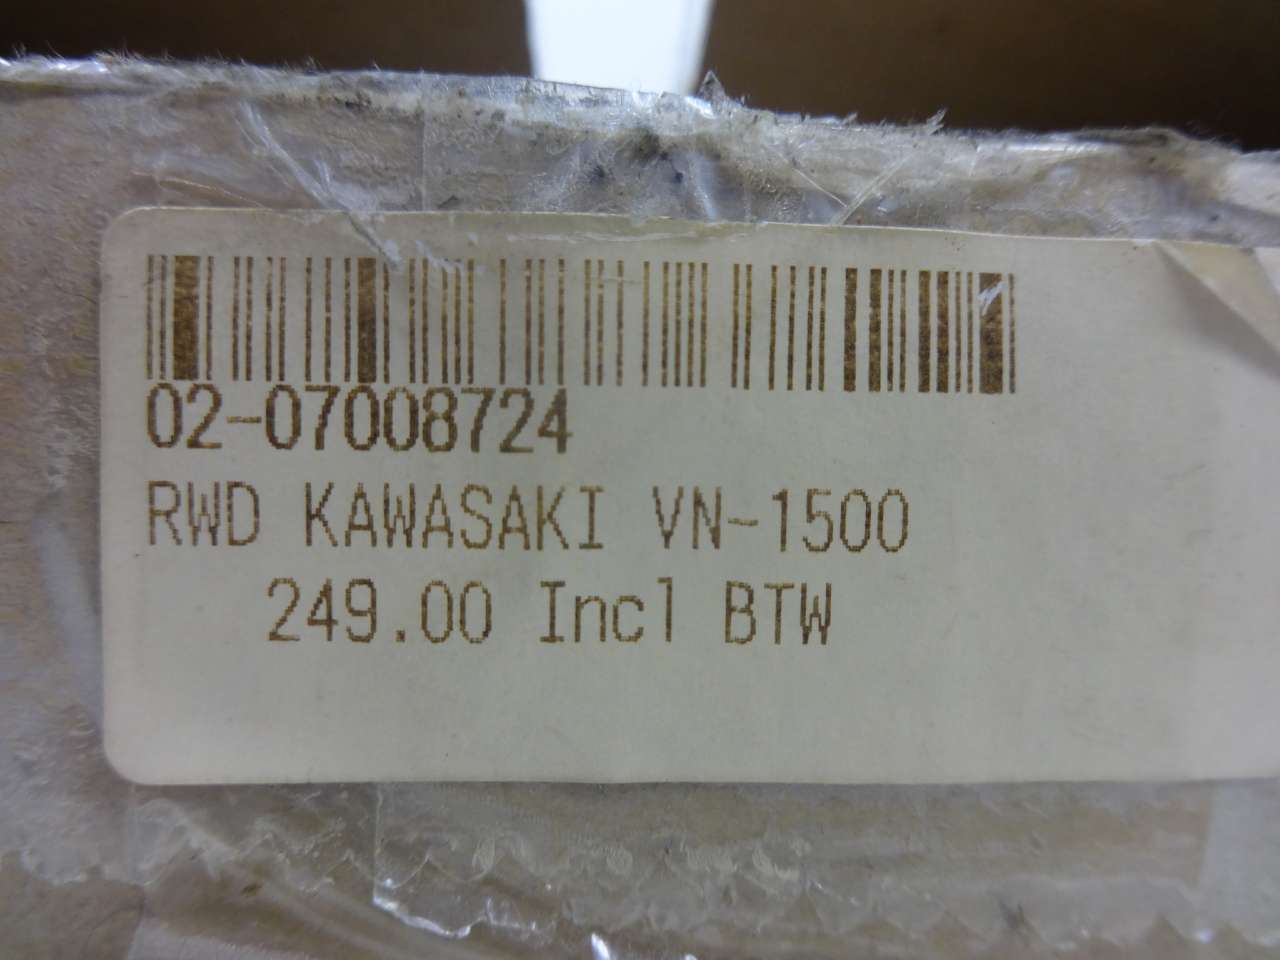 02-07008724
RWD KAWASAKI VN-1500
249.00 Incl BTW